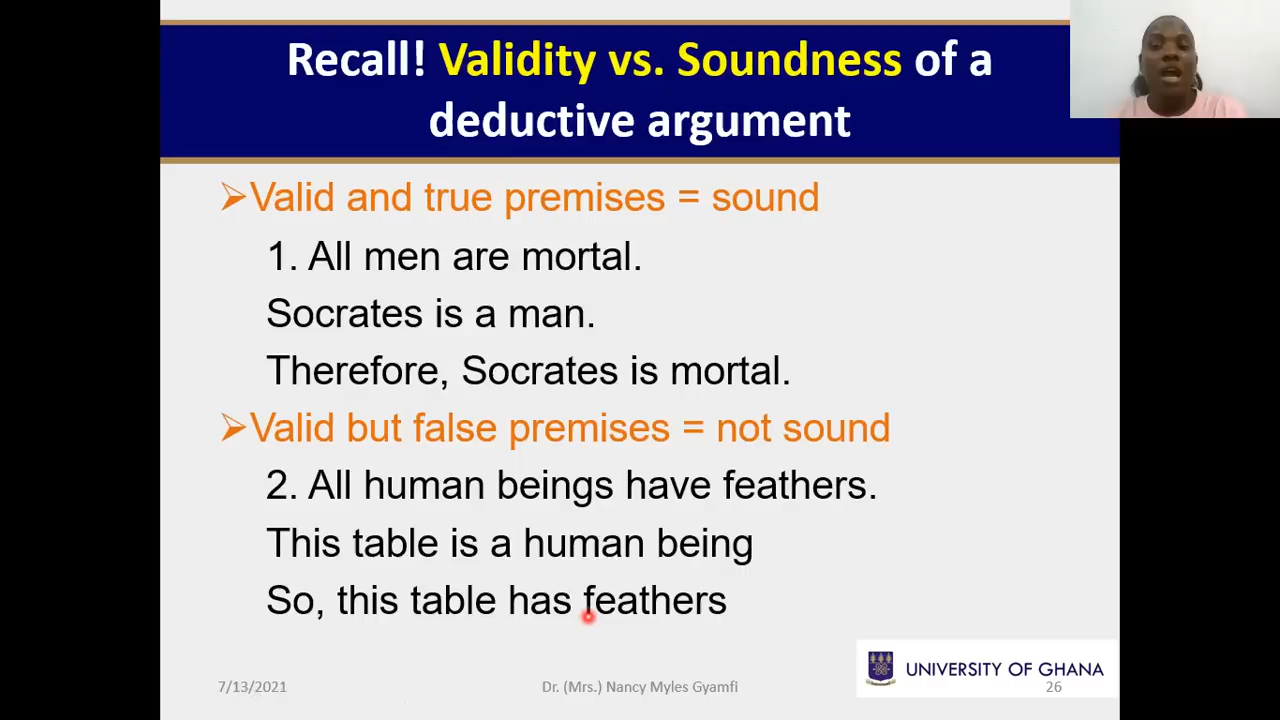 Recall! Validity vs. Soundness of a
deductive argument
➢Valid and true premises = sound
1. All men are mortal.
Socrates is a man.
Therefore, Socrates is mortal.
➢Valid but false premises = not sound
2. All human beings have feathers.
This table is a human being
So, this table has feathers
UNIVERSITY OF GHANA
7/13/2021
Dr. (Mrs.) Nancy Myles Gyamfi
26